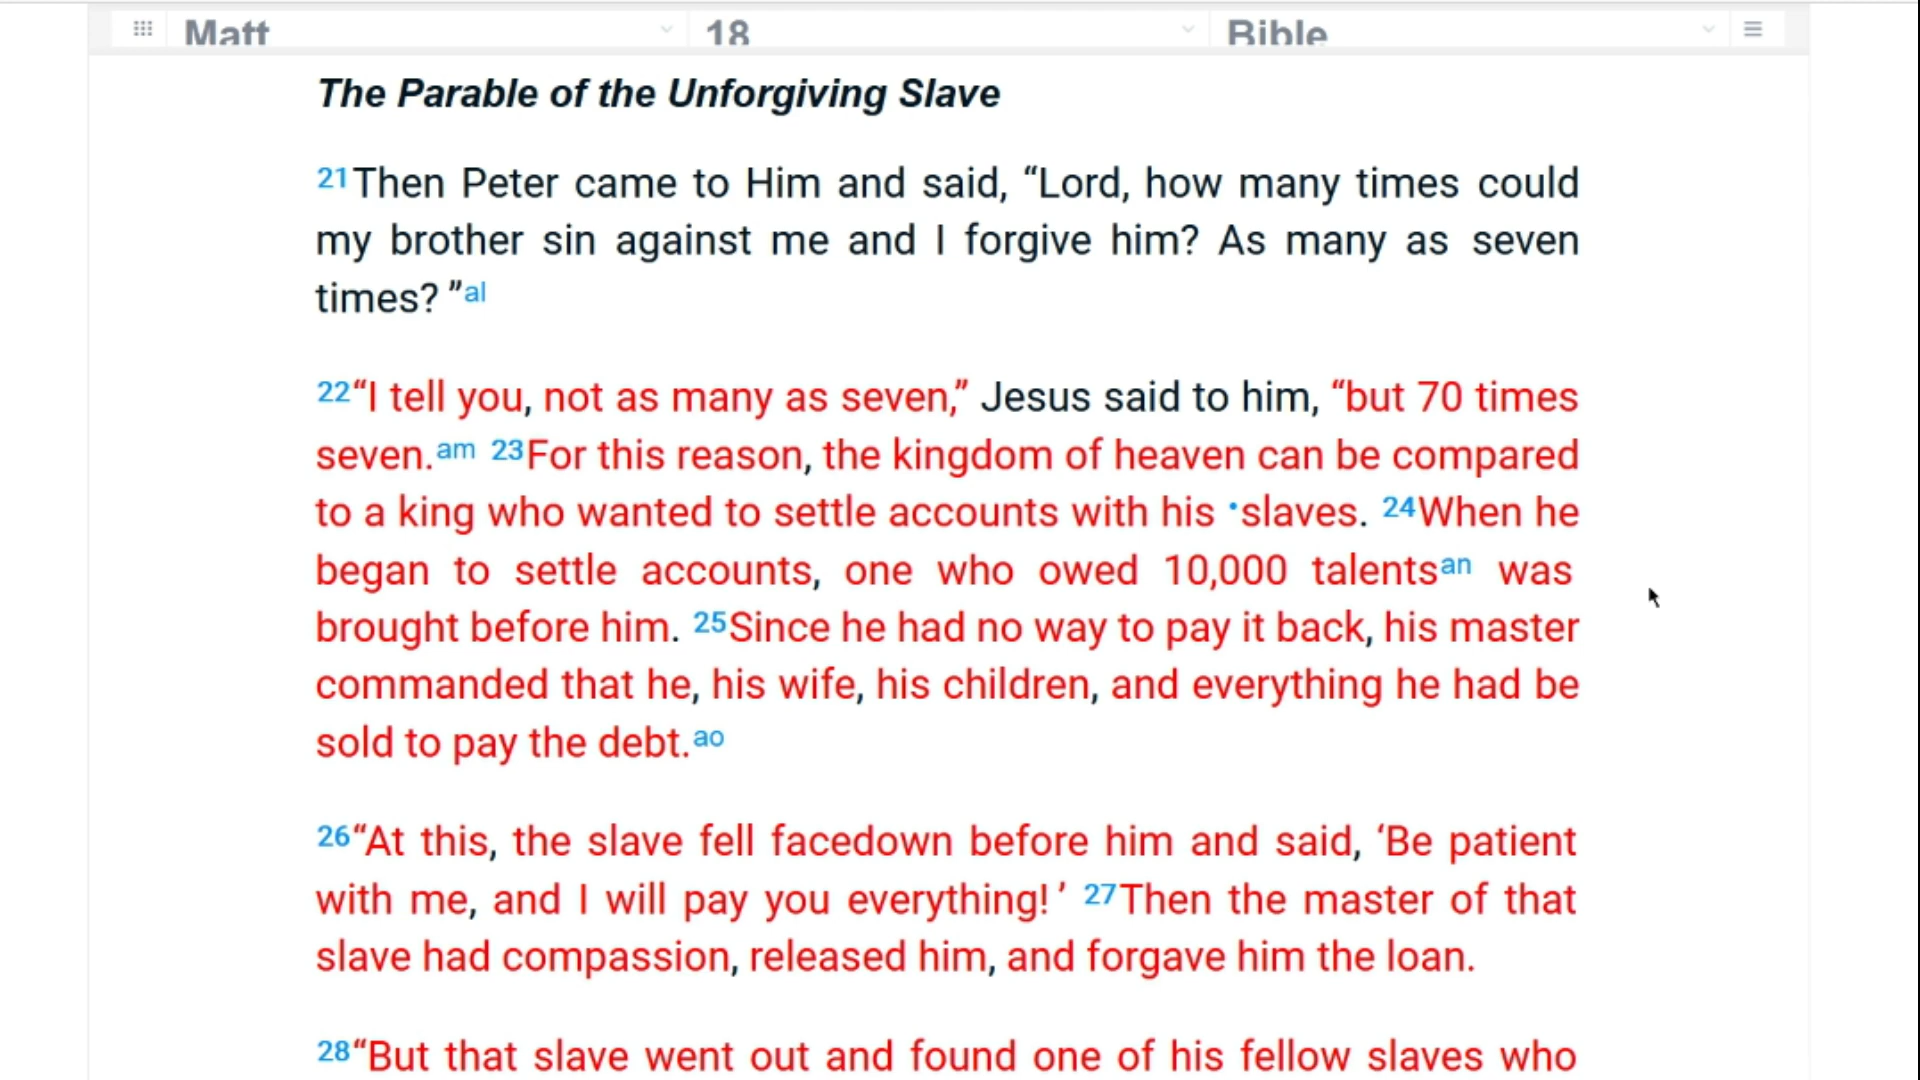 Matt 18 Bible
The Parable of the Unforgiving Slave
21Then Peter came to Him and said, “Lord, how many times could
my brother sin against me and I forgive him? As many as seven
times? ”al
22“I tell you, not as many as seven,” Jesus said to him, “but 70 times
seven.am 23For this reason, the kingdom of heaven can be compared
to a king who wanted to settle accounts with his •slaves. 24When he
began to settle accounts, one who owed 10,000 talentsan was
brought before him. 25Since he had no way to pay it back, his master
commanded that he, his wife, his children, and everything he had be
sold to pay the debt.ao
26“At this, the slave fell facedown before him and said, ‘Be patient
with me, and I will pay you everything! ’ 27Then the master of that
slave had compassion, released him, and forgave him the loan.
28“But that slave went out and found one of his fellow slaves who